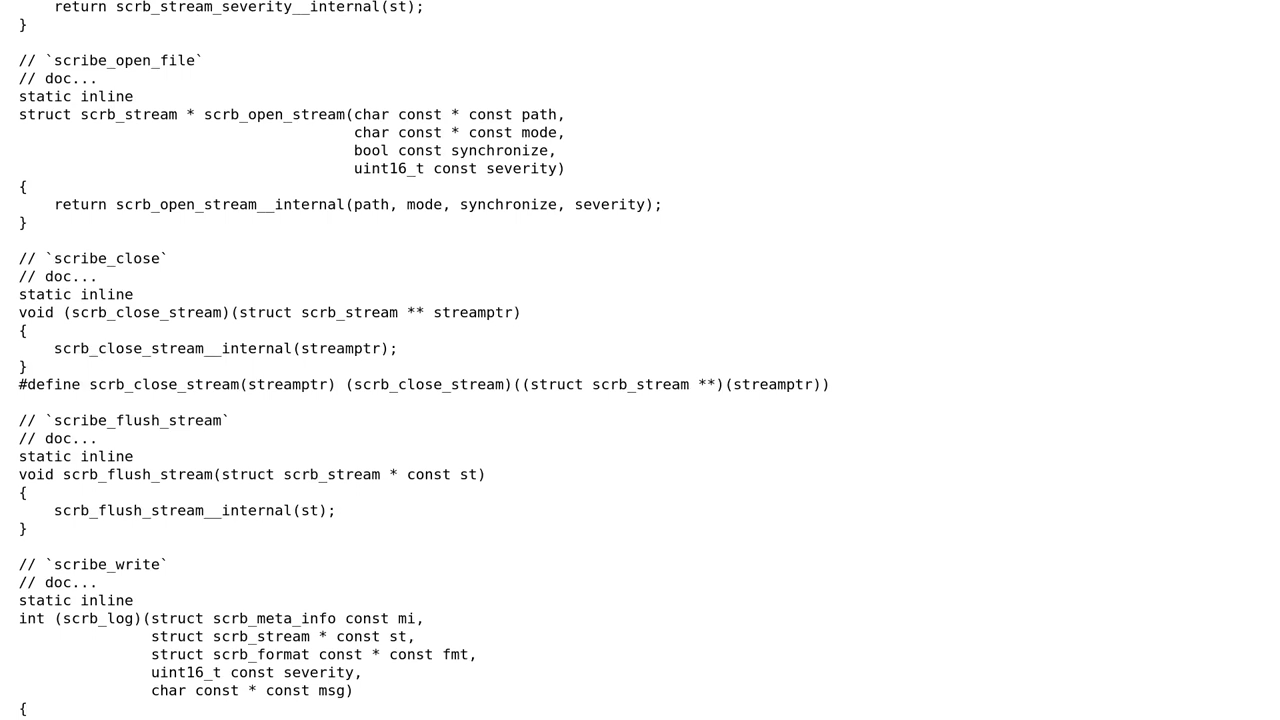 return scrb_stream_severity__internal(st);
}

// `scribe_open_file`
// doc...
static inline
struct scrb_stream * scrb_open_stream(char const * const path,
                                      char const * const mode,
                                      bool const synchronize,
                                      uint16_t const severity)
{
    return scrb_open_stream__internal(path, mode, synchronize, severity);
}

// `scribe_close`
// doc...
static inline
void (scrb_close_stream)(struct scrb_stream ** streamptr)
{
    scrb_close_stream__internal(streamptr);
}
#define scrb_close_stream(streamptr) (scrb_close_stream)((struct scrb_stream **)(streamptr))

// `scribe_flush_stream`
// doc...
static inline
void scrb_flush_stream(struct scrb_stream * const st)
{
    scrb_flush_stream__internal(st);
}

// `scribe_write`
// doc...
static inline
int (scrb_log)(struct scrb_meta_info const mi,
               struct scrb_stream * const st,
               struct scrb_format const * const fmt,
               uint16_t const severity,
               char const * const msg)
{